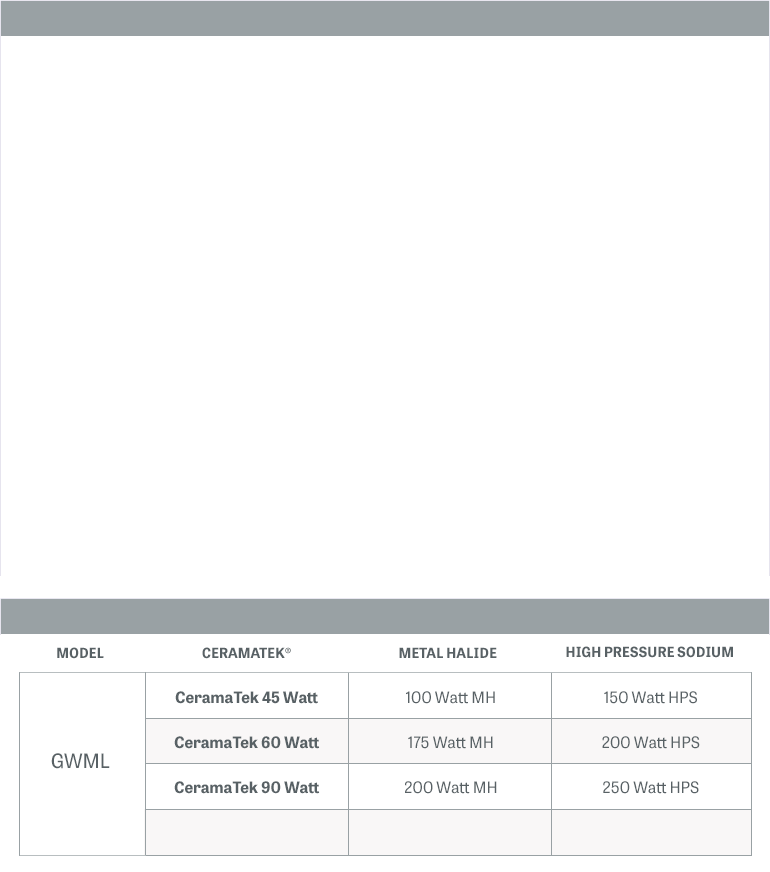 MODEL CERAMATEK® METAL HALIDE HIGH PRESSURE SODIUM
CeramaTek 45 Watt 100 Watt MH 150 Watt HPS
CeramaTek 60 Watt 175 Watt MH 200 Watt HPS
GWML
CeramaTek 90 Watt 200 Watt MH 250 Watt HPS